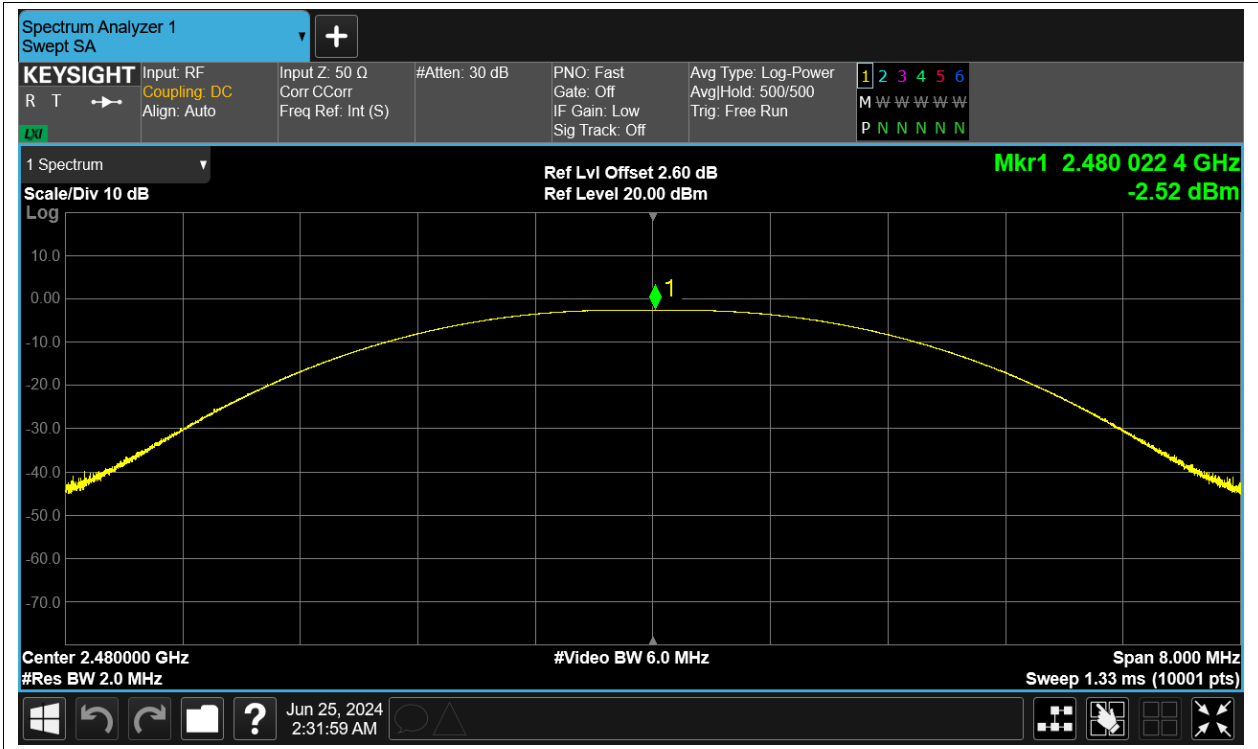 Spectrum Analyzer 1
Swept SA
KEYSIGHT
R T
LXI
Input: RF
Coupling: DC
Align: Auto
Input Z: 50 Ω
Corr CCorr
Freq Ref: Int (S)
#Atten: 30 dB
PNO: Fast
Gate: Off
IF Gain: Low
Sig Track: Off
Avg Type: Log-Power
Avg|Hold: 500/500
Trig: Free Run
1 2 3 4 5 6
M W W W W W
P N N N N N
1 Spectrum
Scale/Div 10 dB
Ref Lvl Offset 2.60 dB
Ref Level 20.00 dBm
Mkr1 2.480 022 4 GHz
-2.52 dBm
Log
10.0
0.00
-10.0
-20.0
-30.0
-40.0
-50.0
-60.0
-70.0
1
Center 2.480000 GHz
#Video BW 6.0 MHz
Span 8.000 MHz
#Res BW 2.0 MHz
Sweep 1.33 ms (10001 pts)
?
Jun 25, 2024
2:31:59 AM